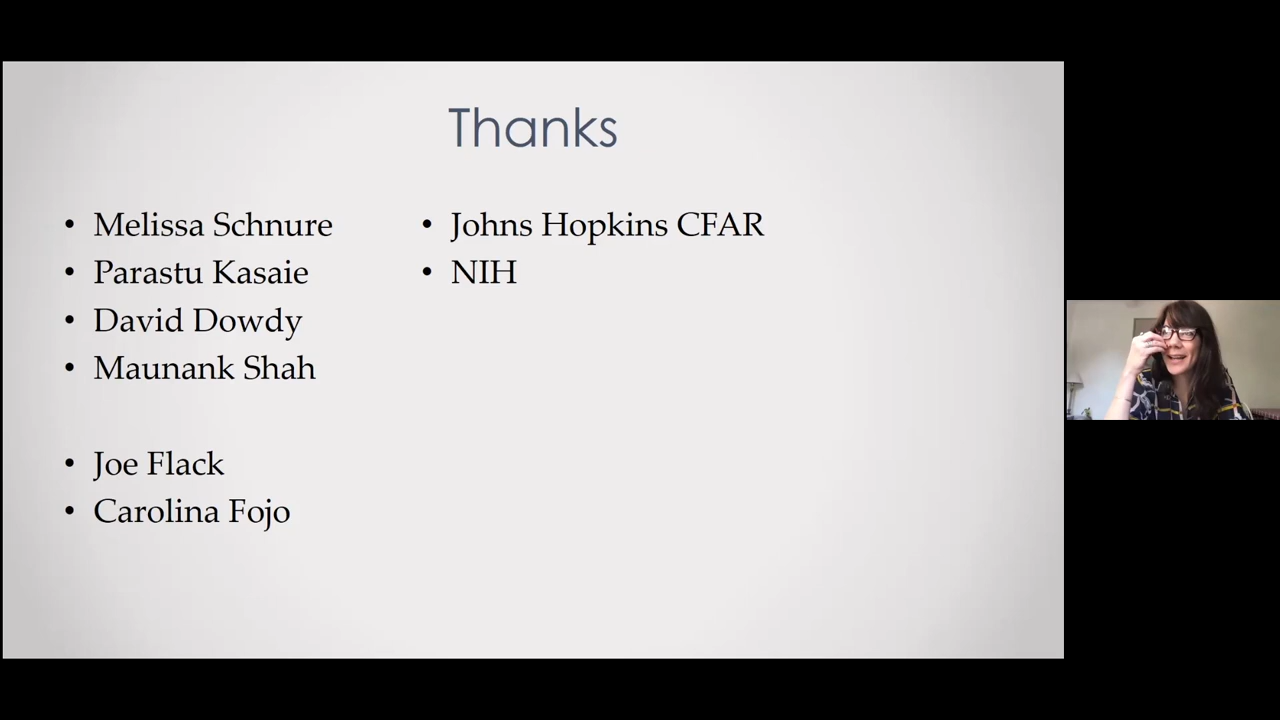 Thanks
• Melissa Schnure
• Parastu Kasaie
• David Dowdy
• Maunank Shah
• Joe Flack
• Carolina Fojo
• Johns Hopkins CFAR
• NIH